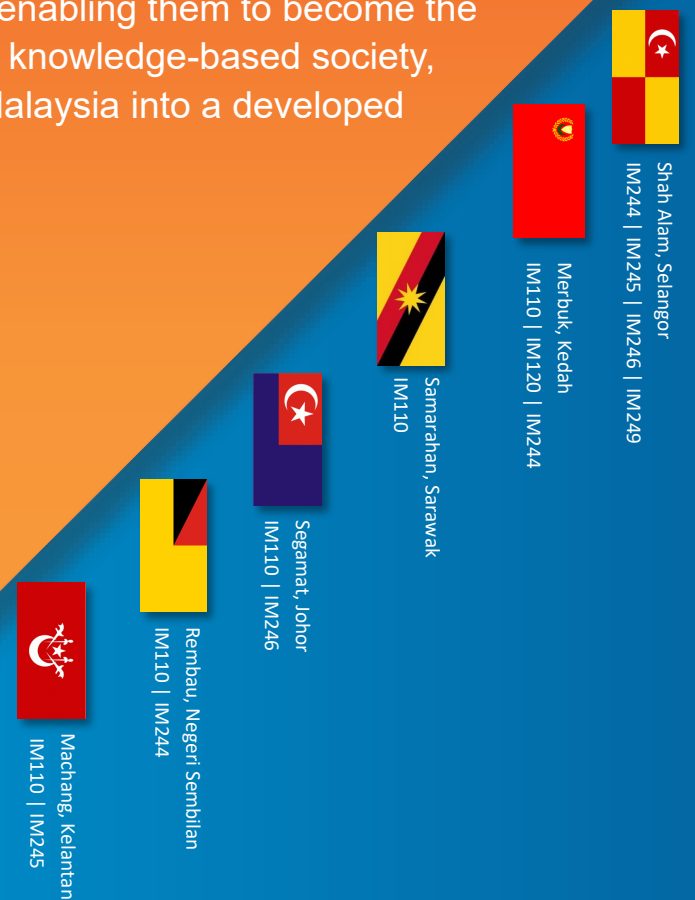 enabling them to become the
knowledge-based society,
Malaysia into a developed
Shah Alam, Selangor
IM244 | IM245 | IM246 | IM249
Merbuk, Kedah
IM110 | IM120 | IM244
Samarahan, Sarawak
IM110
Segamat, Johor
IM110 | IM246
Rembau, Negeri Sembilan
IM110 | IM244
Machang, Kelantan
IM110 | IM245